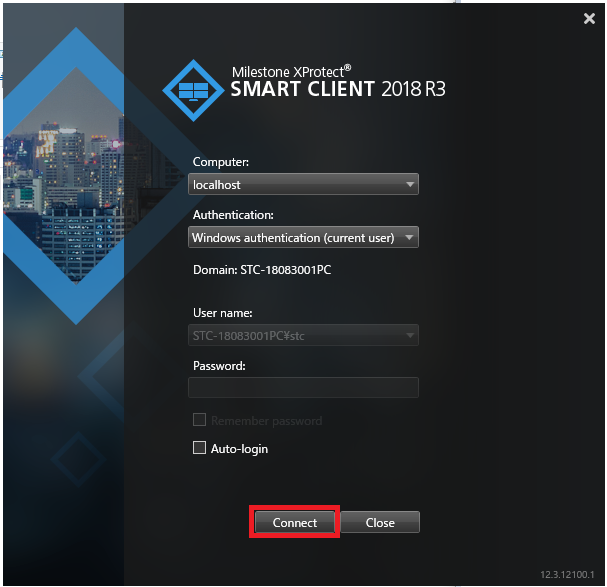 Milestone XProtect®
SMART CLIENT 2018 R3
Computer:
localhost
Authentication:
Windows authentication (current user)
Domain: STC-18083001PC
User name:
STC-18083001PC¥stc
Password:
Remember password
Auto-login
Connect
Close
12.3.12100.1